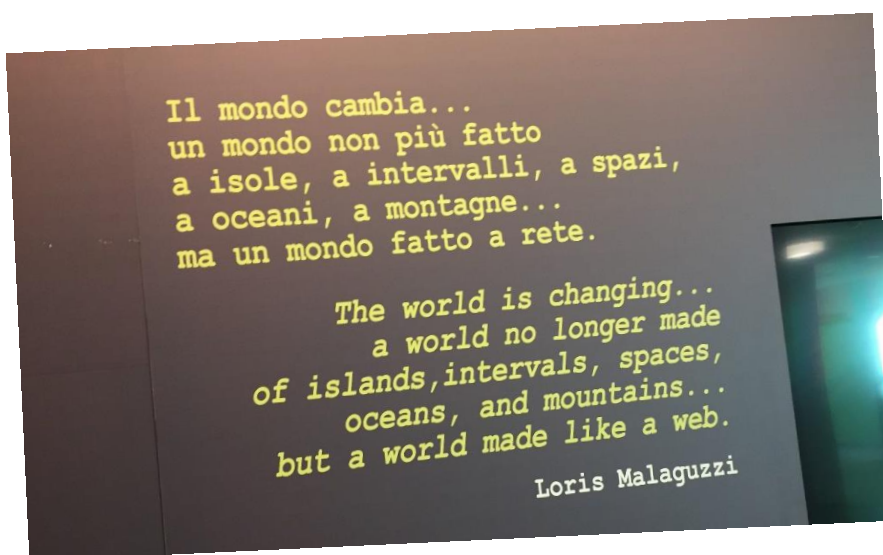 Il mondo cambia...
un mondo non più fatto
a isole, a intervalli, a spazi,
a oceani, a montagne...
ma un mondo fatto a rete.
The world is changing...
a world no longer made
of islands,intervals, spaces,
oceans, and mountains...
but a world made like a web.
Loris Malaguzzi